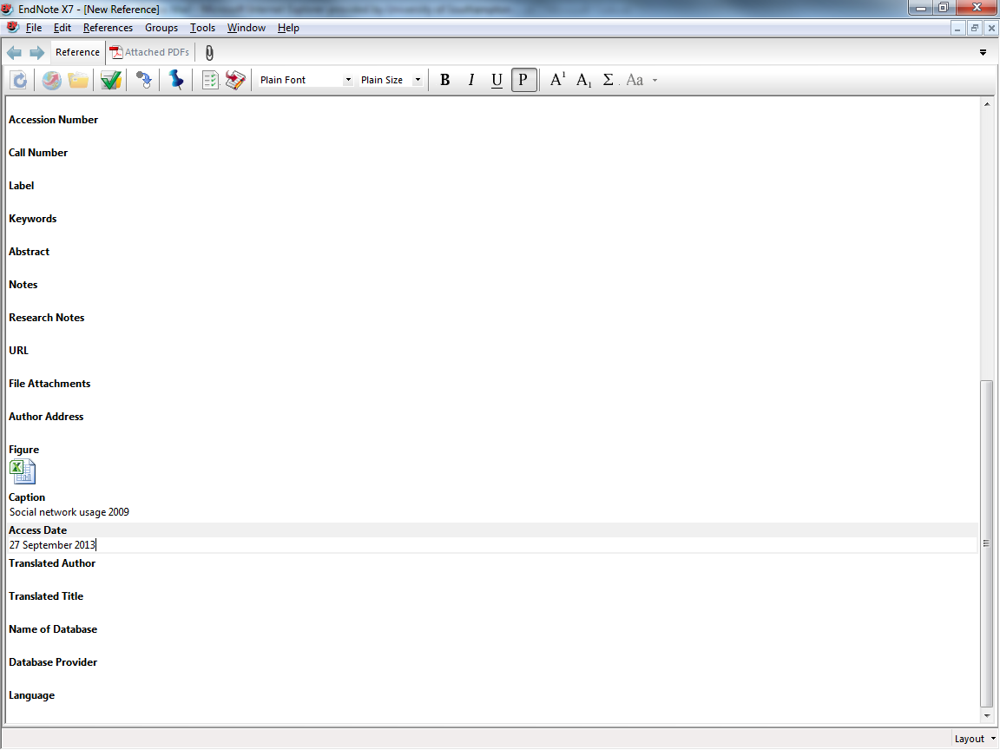 EndNote X7 - [New Reference]
File Edit References Groups Tools Window Help
Reference Attached PDFs
Plain Font Plain Size B I U P A1 A1 Σ Aa
Accession Number
Call Number
Label
Keywords
Abstract
Notes
Research Notes
URL
File Attachments
Author Address
Figure
Caption
Social network usage 2009
Access Date
27 September 2013
Translated Author
Translated Title
Name of Database
Database Provider
Language
Layout